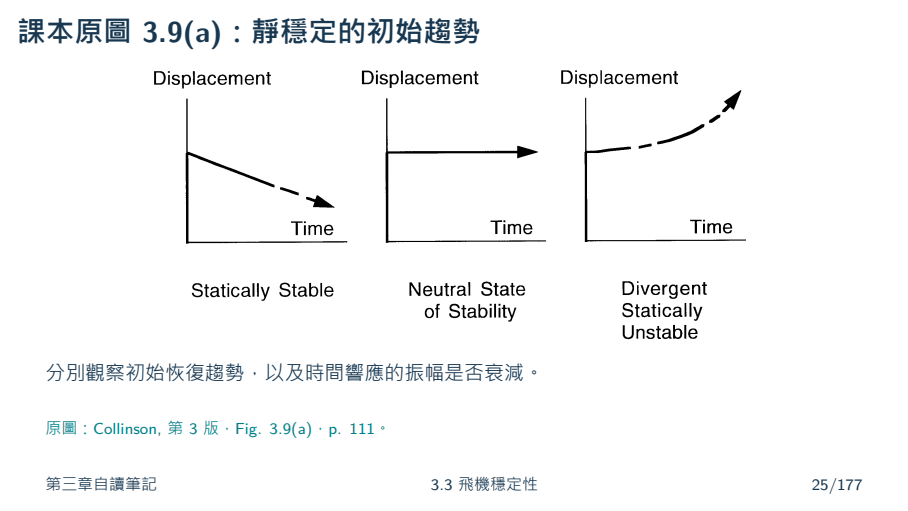 課本原圖 3.9(a)：靜穩定的初始趨勢
Displacement
Displacement
Displacement
Time
Time
Time
Statically Stable
Neutral State
of Stability
Divergent
Statically
Unstable
分別觀察初始恢復趨勢，以及時間響應的振幅是否衰減。
原圖：Collinson, 第 3 版，Fig. 3.9(a)，p. 111。
第三章自讀筆記
3.3 飛機穩定性
25/177